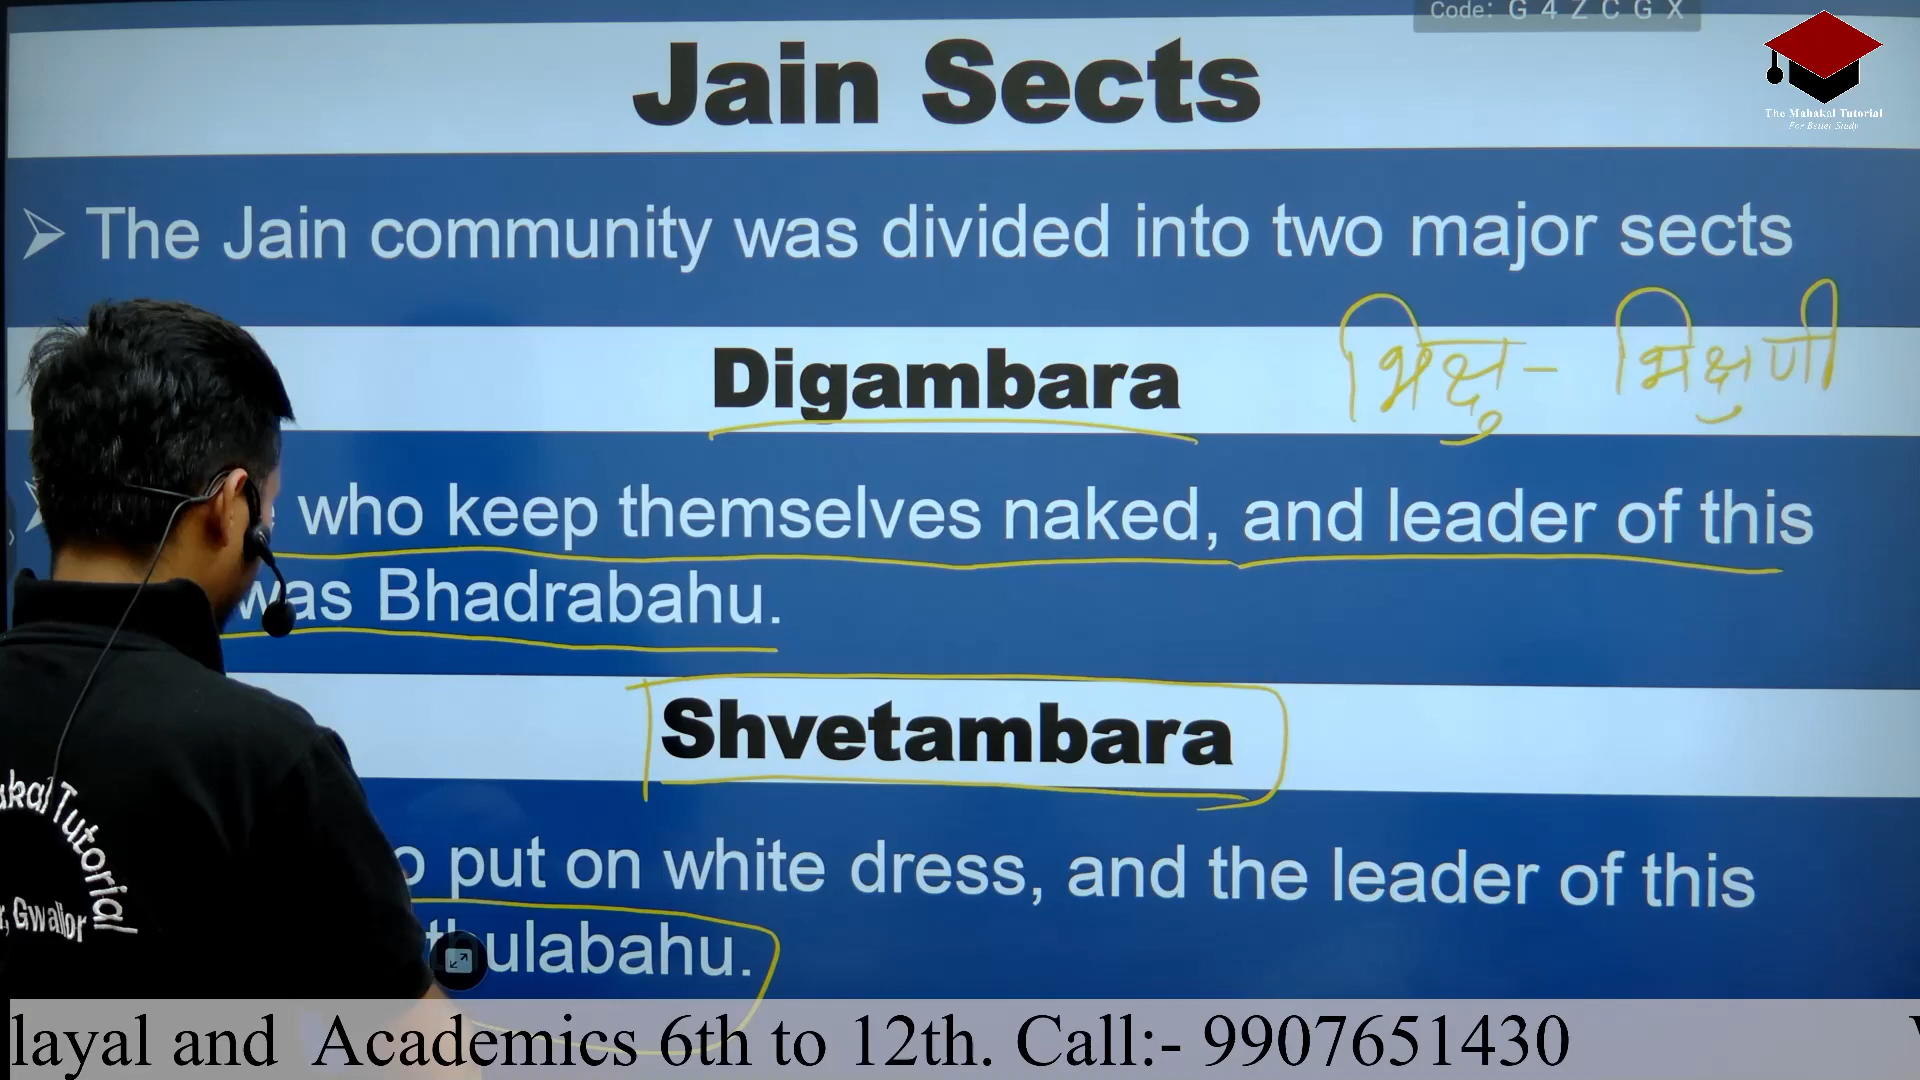 Code: G 4 Z C G X
Jain Sects
The Mahakal Tutorial
For Better Study
The Jain community was divided into two major sects
Digambara
भिक्षु - भिक्षुणी
who keep themselves naked, and leader of this
was Bhadrabahu.
Shvetambara
put on white dress, and the leader of this
thulabahu.
Tutorial
Gwalior
layal and Academics 6th to 12th. Call:- 9907651430